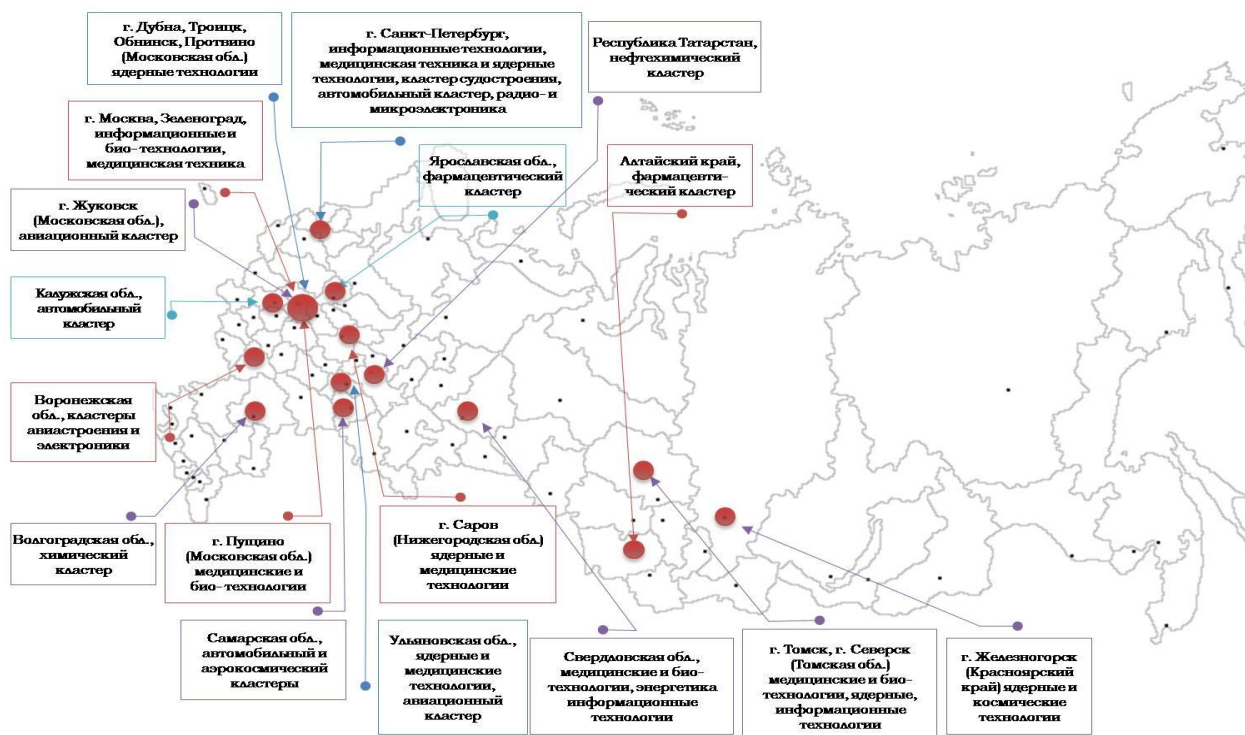 г. Дубна, Троицк,
Обнинск, Протвино
(Московская обл.)
ядерные технологии
г. Санкт-Петербург,
информационные технологии,
медицинская техника и ядерные
технологии, кластер судостроения,
автомобильный кластер, радио- и
микроэлектроника
Республика Татарстан,
нефтехимический
кластер
г. Москва, Зеленоград,
информационные и
био- технологии,
медицинская техника
Ярославская обл.,
фармацевтический
кластер
Алтайский край,
фармацевти-
ческий кластер
г. Жуковск
(Московская обл.),
авиационный кластер
Калужская обл.,
автомобильный
кластер
Воронежская
обл., кластеры
авиастроения и
электроники
Волгоградская обл.,
химический
кластер
г. Пущино
(Московская обл.)
медицинские и
био- технологии
г. Саров
(Нижегородская обл)
ядерные и
медицинские
технологии
Самарская обл.,
автомобильный и
аэрокосмический
кластеры
Ульяновская обл.,
ядерные и
медицинские
технологии,
авиационный
кластер
Свердловская обл.,
медицинские и био-
технологии, энергетика
информационные
технологии
г. Томск, г. Северск
(Томская обл.)
медицинские и био-
технологии, ядерные,
информационные
технологии
г. Железногорск
(Красноярский
край) ядерные и
космические
технологии